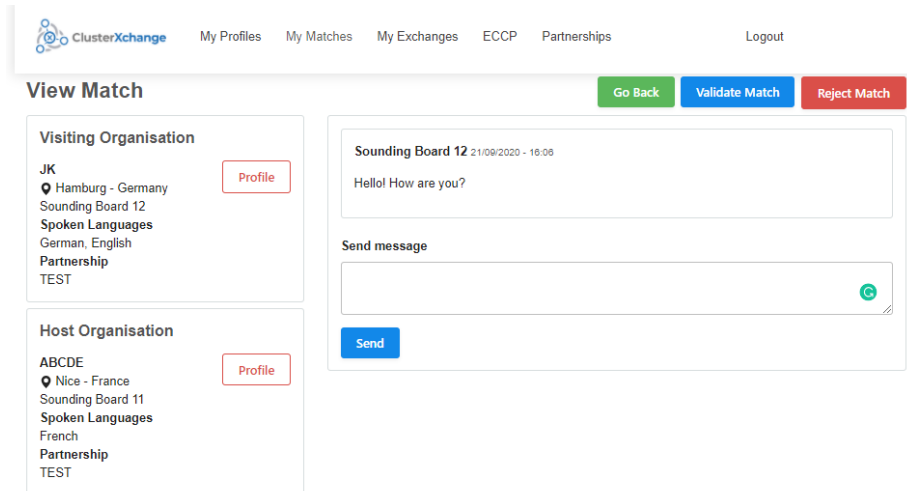 ClusterXchange My Profiles My Matches My Exchanges ECCP Partnerships Logout
View Match
Go Back Validate Match Reject Match
Visiting Organisation
JK
Profile
Hamburg - Germany
Sounding Board 12
Spoken Languages
German, English
Partnership
TEST
Host Organisation
ABCDE
Profile
Nice - France
Sounding Board 11
Spoken Languages
French
Partnership
TEST
Sounding Board 12 21/09/2020 - 16:06
Hello! How are you?
Send message
Send